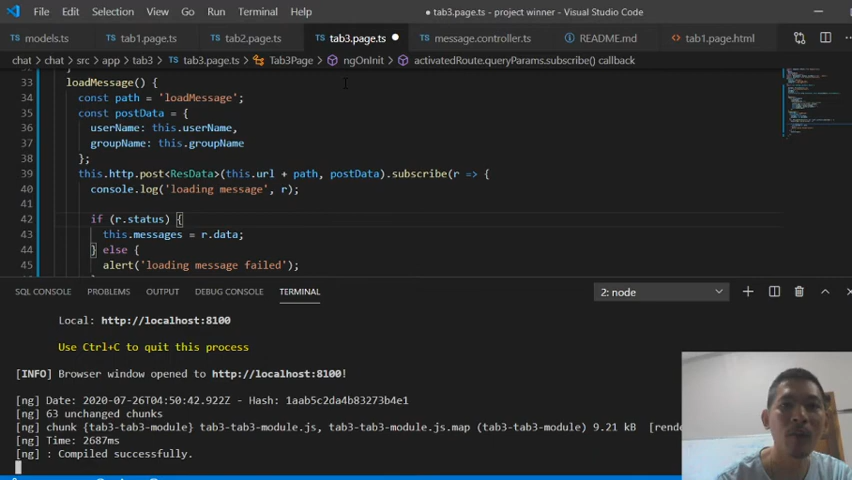 File Edit Selection View Go Run Terminal Help
● tab3.page.ts - project winner - Visual Studio Code
models.ts tab1.page.ts tab2.page.ts tab3.page.ts message.controller.ts README.md tab1.page.html
chat > chat > src > app > tab3 > tab3.page.ts > Tab3Page > ngOnInit > activatedRoute.queryParams.subscribe() callback
33 loadMessage() {
34 const path = 'loadMessage';
35 const postData = {
36 userName: this.userName,
37 groupName: this.groupName
38 };
39 this.http.post<ResData>(this.url + path, postData).subscribe(r => {
40 console.log('loading message', r);
41
42 if (r.status) {
43 this.messages = r.data;
44 } else {
45 alert('loading message failed');
SQL CONSOLE PROBLEMS OUTPUT DEBUG CONSOLE TERMINAL 2: node
Local: http://localhost:8100
Use Ctrl+C to quit this process
[INFO] Browser window opened to http://localhost:8100!
[ng] Date: 2020-07-26T04:50:42.922Z - Hash: 1aab5c2da4b83273b4e1
[ng] 63 unchanged chunks
[ng] chunk {tab3-tab3-module} tab3-tab3-module.js, tab3-tab3-module.js.map (tab3-tab3-module) 9.21 kB [rende
[ng] Time: 2687ms
[ng] : Compiled successfully.